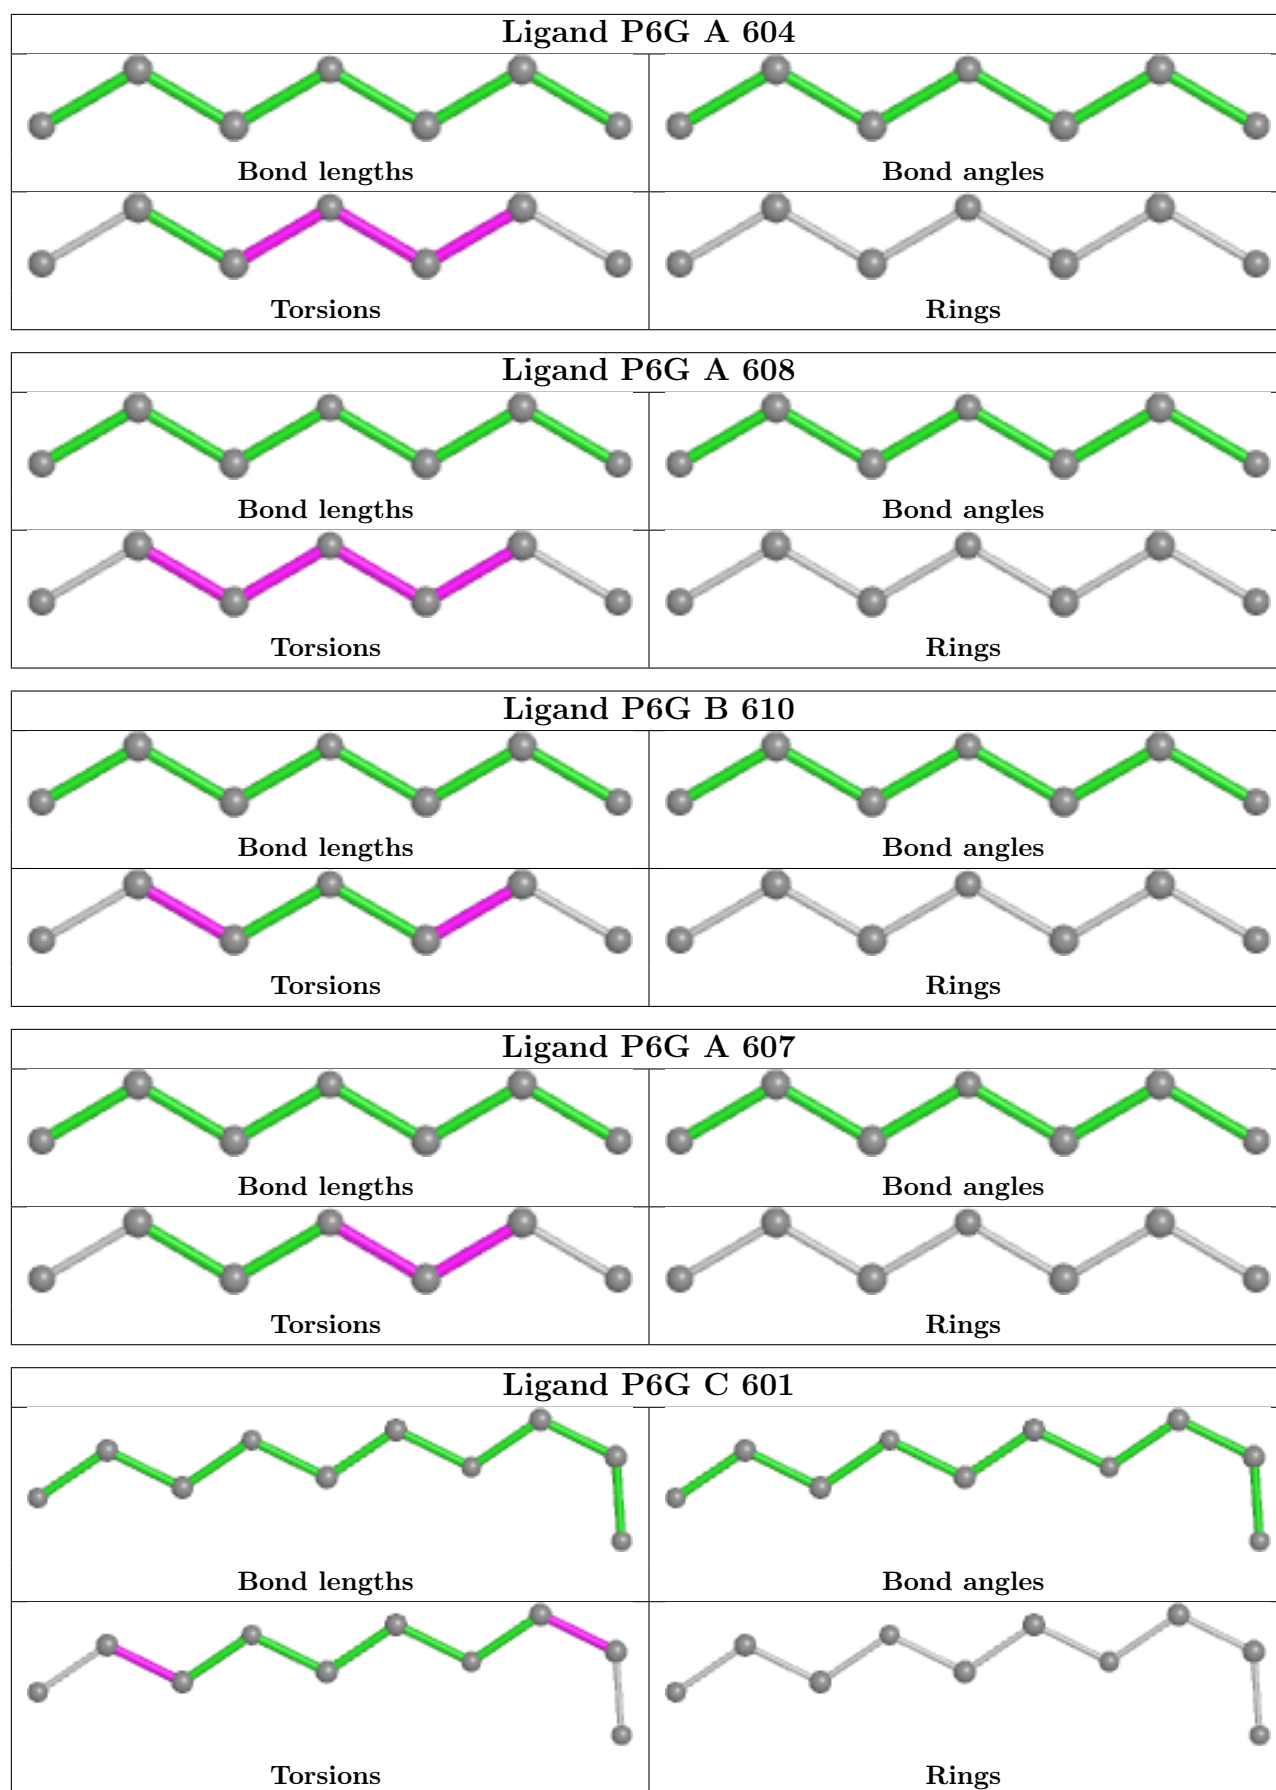 Ligand P6G A 604
Bond lengths Bond angles
Torsions Rings
Ligand P6G A 608
Bond lengths Bond angles
Torsions Rings
Ligand P6G B 610
Bond lengths Bond angles
Torsions Rings
Ligand P6G A 607
Bond lengths Bond angles
Torsions Rings
Ligand P6G C 601
Bond lengths Bond angles
Torsions Rings